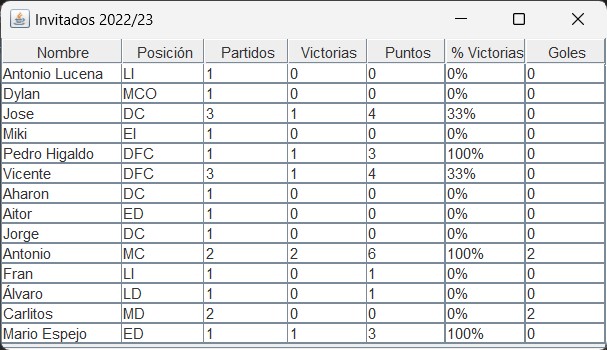 Invitados 2022/23
Nombre Posición Partidos Victorias Puntos % Victorias Goles
Antonio Lucena LI 1 0 0 0% 0
Dylan MCO 1 0 0 0% 0
Jose DC 3 1 4 33% 0
Miki EI 1 0 0 0% 0
Pedro Higaldo DFC 1 1 3 100% 0
Vicente DFC 3 1 4 33% 0
Aharon DC 1 0 0 0% 0
Aitor ED 1 0 0 0% 0
Jorge DC 1 0 0 0% 0
Antonio MC 2 2 6 100% 2
Fran LI 1 0 1 0% 0
Álvaro LD 1 0 1 0% 0
Carlitos MD 2 0 0 0% 2
Mario Espejo ED 1 1 3 100% 0